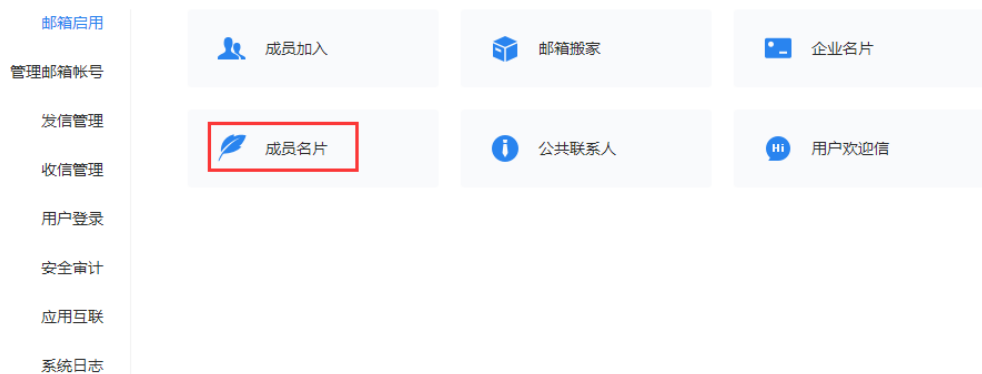 邮箱启用
管理邮箱帐号
发信管理
收信管理
用户登录
安全审计
应用互联
系统日志
成员加入
邮箱搬家
企业名片
成员名片
公共联系人
Hi
用户欢迎信